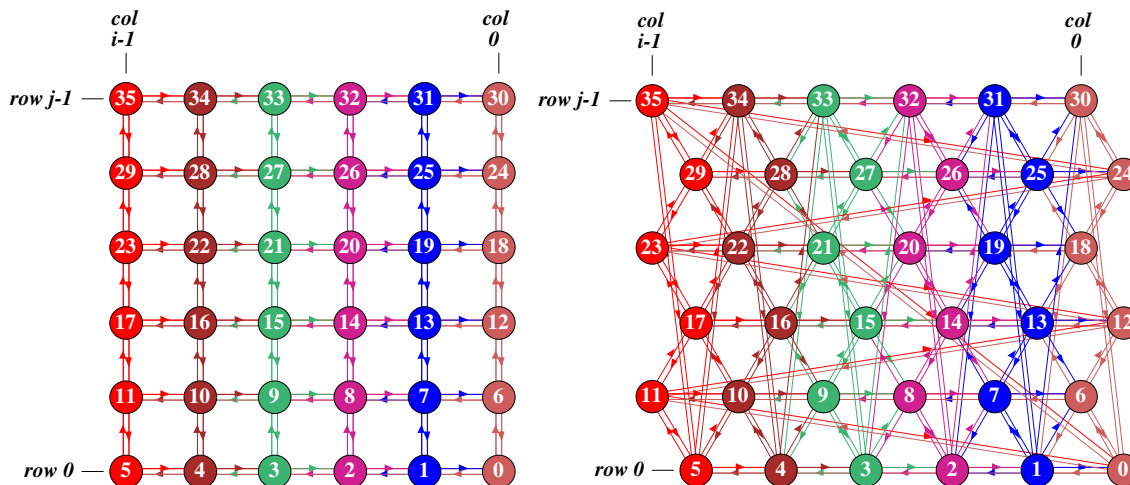 col col
i-1 0
row j-1 35 34 33 32 31 30
29 28 27 26 25 24
23 22 21 20 19 18
17 16 15 14 13 12
11 10 9 8 7 6
row 0 5 4 3 2 1 0
col col
i-1 0
row j-1 35 34 33 32 31 30
29 28 27 26 25 24
23 22 21 20 19 18
17 16 15 14 13 12
11 10 9 8 7 6
row 0 5 4 3 2 1 0